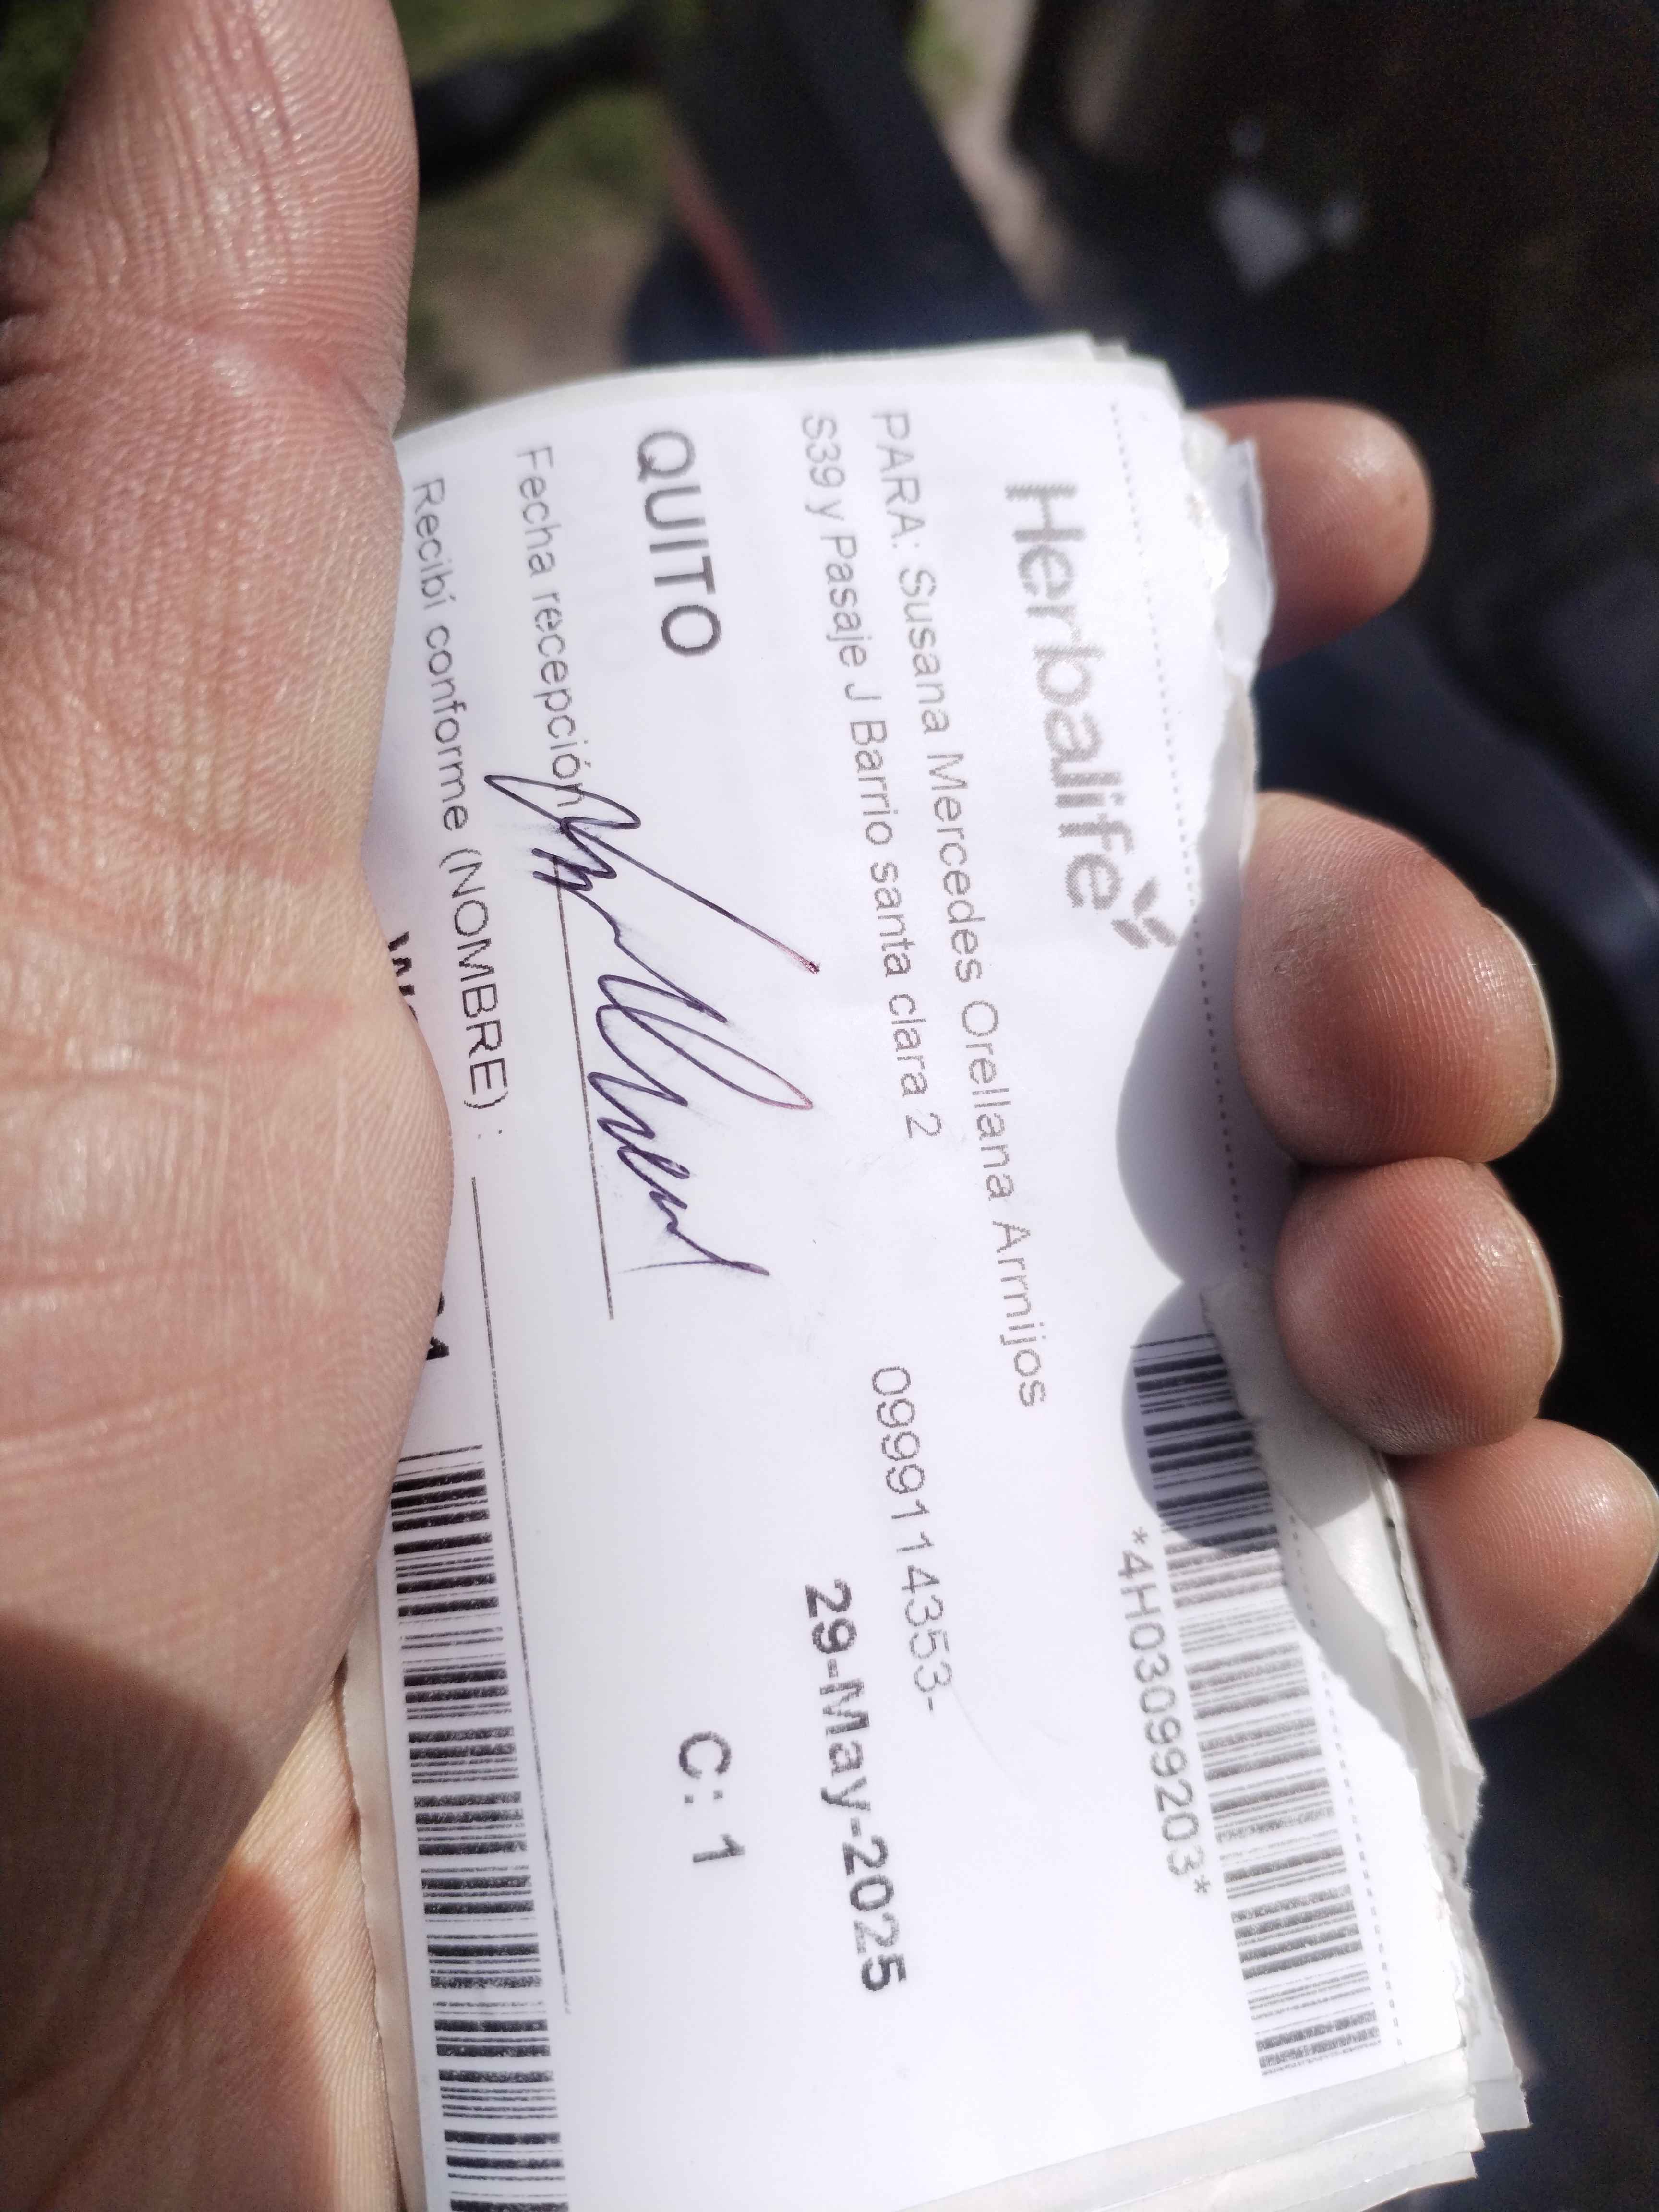 Herbalife
*4H03099203*
PARA: Susana Mercedes Orellana Armijos
S39 y Pasaje J Barrio santa clara 2
0999114353-
29-May-2025
QUITO
C: 1
Fecha recepción
Recibí conforme (NOMBRE) :